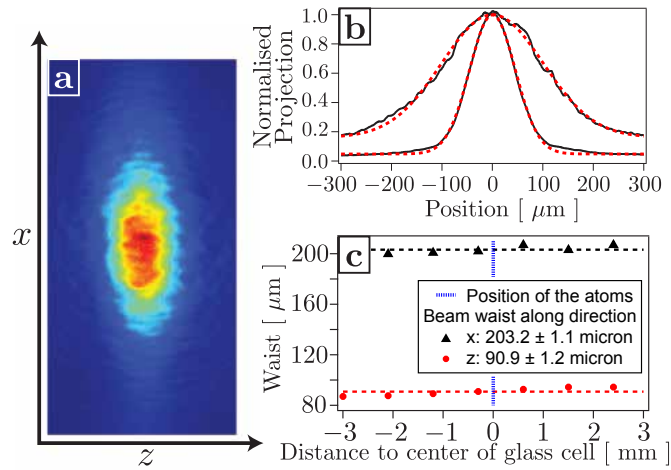 a
x
z
b
Normalised
Projection
1.0
0.8
0.6
0.4
0.2
0.0
−300 −200 −100 0 100 200 300
Position [ μm]
c
Waist [ μm]
200
160
120
80
Position of the atoms
Beam waist along direction
x: 203.2 ± 1.1 micron
z: 90.9 ± 1.2 micron
−3 −2 −1 0 1 2 3
Distance to center of glass cell [ mm]